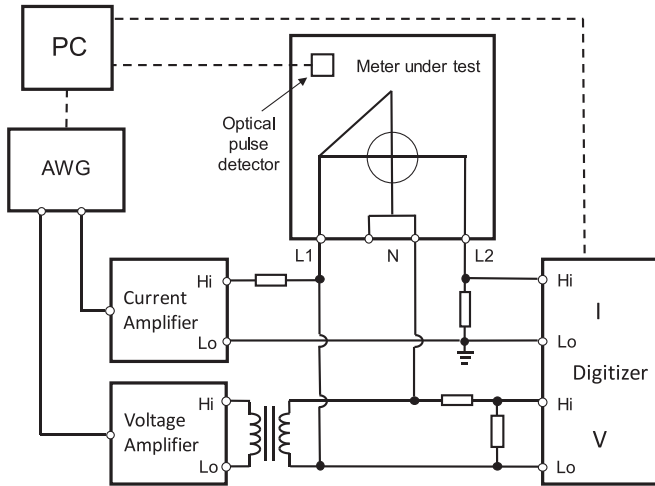 PC
Meter under test
Optical
pulse
detector
AWG
L1
N
L2
Hi
Current
Amplifier
Lo
Hi
I
Lo
Digitizer
Hi
Voltage
Amplifier
Lo
Hi
V
Lo